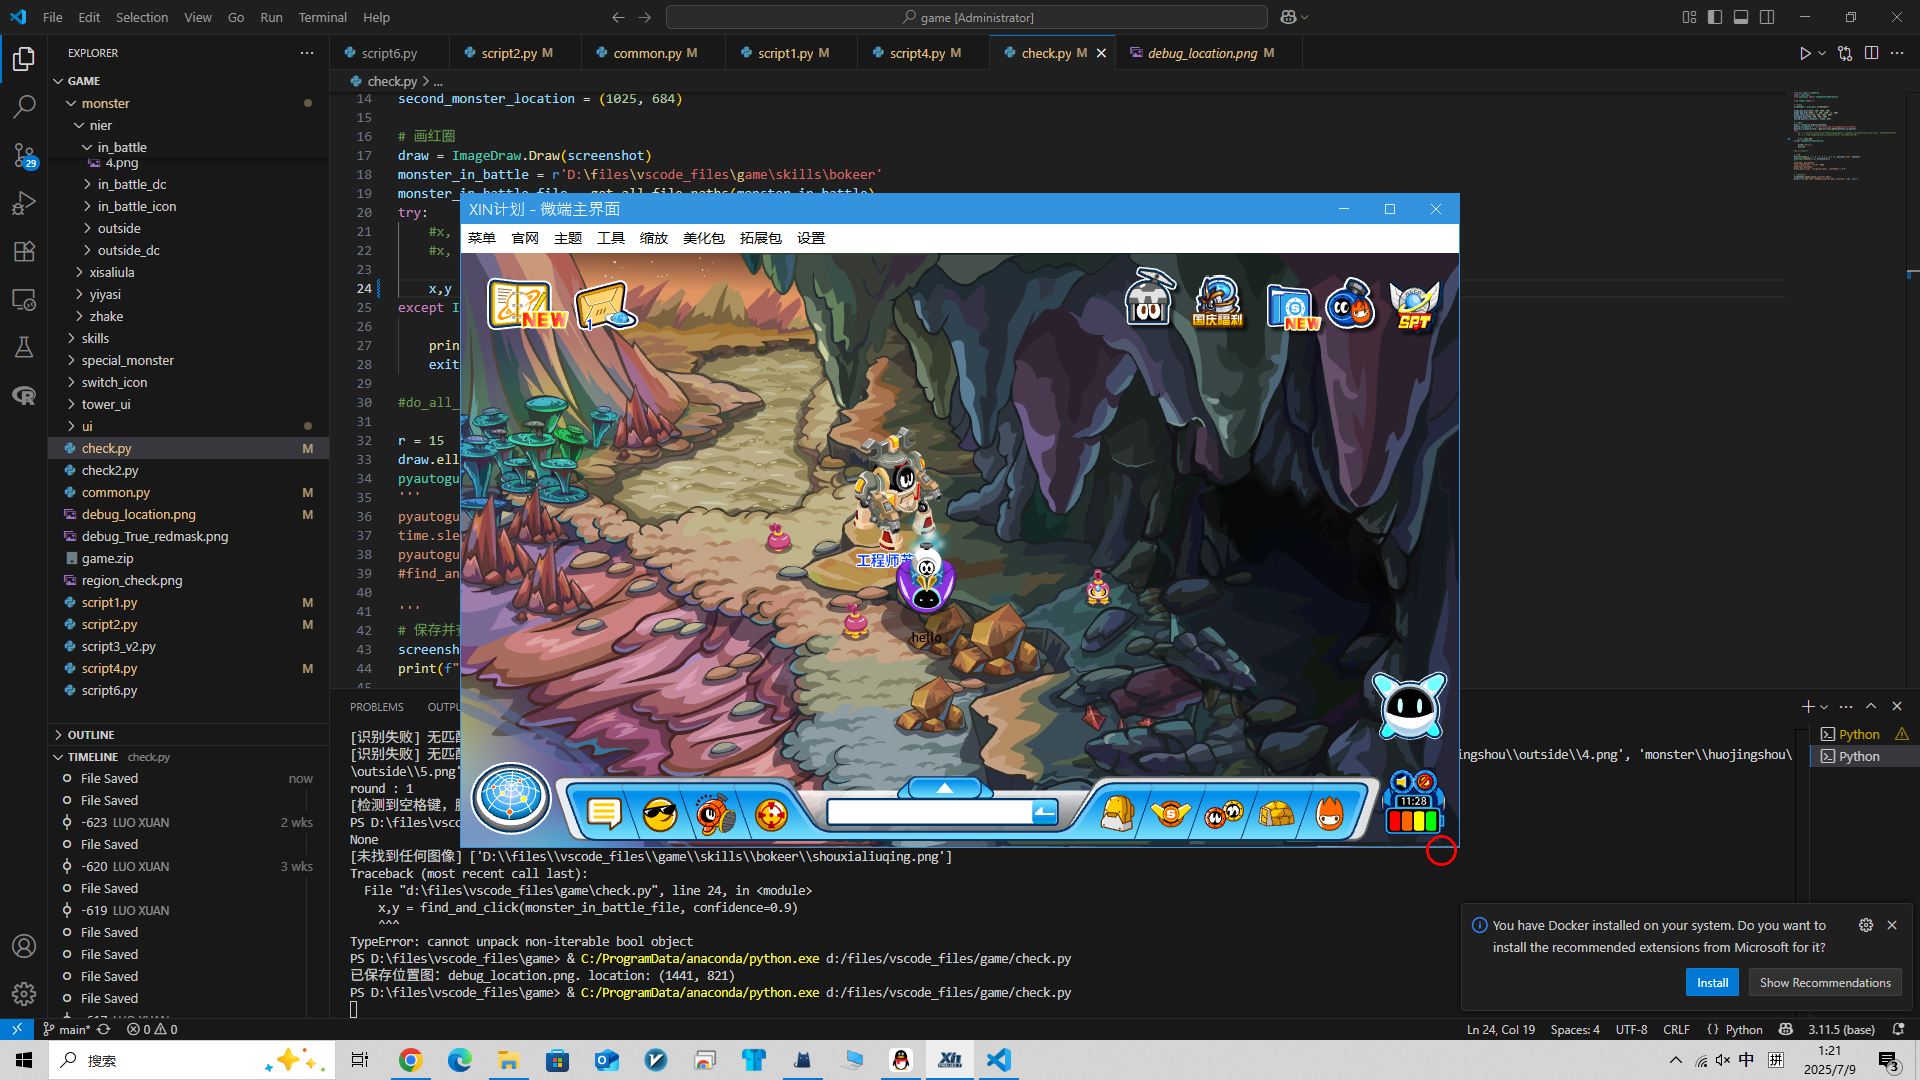 File Edit Selection View Go Run Terminal Help
game [Administrator]
EXPLORER
GAME
monster
nier
in_battle
4.png
in_battle_dc
in_battle_icon
outside
outside_dc
xisaliula
yiyasi
zhake
skills
special_monster
switch_icon
tower_ui
ui
check.py M
check2.py
common.py M
debug_location.png M
debug_True_redmask.png
game.zip
region_check.png
script1.py M
script2.py M
script3_v2.py
script4.py M
script6.py
OUTLINE
TIMELINE check.py
File Saved now
File Saved
-623 LUO XUAN 2 wks
File Saved
-620 LUO XUAN 3 wks
File Saved
-619 LUO XUAN
File Saved
File Saved
File Saved
File Saved
29
script6.py script2.py M common.py M script1.py M script4.py M check.py M debug_location.png M
check.py > ...
14 second_monster_location = (1025, 684)
15
16 # 画红圈
17 draw = ImageDraw.Draw(screenshot)
18 monster_in_battle = r'D:\files\vscode_files\game\skills\bokeer'
19 monster_in_battle_file = get_all_file_paths(monster_in_battle)
20 try:
21 #x,
22 #x,
23
24 x,y
25 except I
26
27 prin
28 exit
29
30 #do_all_
31
32 r = 15
33 draw.ell
34 pyautogu
35 '''
36 pyautogu
37 time.sle
38 pyautogu
39 #find_an
40
41 '''
42 # 保存并
43 screensh
44 print(f"
XIN计划 - 微端主界面
菜单 官网 主题 工具 缩放 美化包 拓展包 设置
NEW
1
国庆福利
S
NEW
SPT
工程师
hello
11:28
PROBLEMS OUTPU
[识别失败] 无匹
[识别失败] 无匹
ingshou\\outside\\4.png', 'monster\\huojingshou\
\outside\\5.png'
round : 1
[检测到空格键,
PS D:\files\vsco
None
[未找到任何图像] ['D:\\files\\vscode_files\\game\\skills\\bokeer\\shouxialiuqing.png']
Traceback (most recent call last):
File "d:\files\vscode_files\game\check.py", line 24, in <module>
x,y = find_and_click(monster_in_battle_file, confidence=0.9)
^^^
TypeError: cannot unpack non-iterable bool object
PS D:\files\vscode_files\game> & C:/ProgramData/anaconda/python.exe d:/files/vscode_files/game/check.py
已保存位置图: debug_location.png. location: (1441, 821)
PS D:\files\vscode_files\game> & C:/ProgramData/anaconda/python.exe d:/files/vscode_files/game/check.py
Python
Python
You have Docker installed on your system. Do you want to
install the recommended extensions from Microsoft for it?
Install Show Recommendations
main* 0 0
Ln 24, Col 19 Spaces: 4 UTF-8 CRLF {} Python 3.11.5 (base)
搜索
Xin
PROJECT
中 拼
1:21
2025/7/9
3